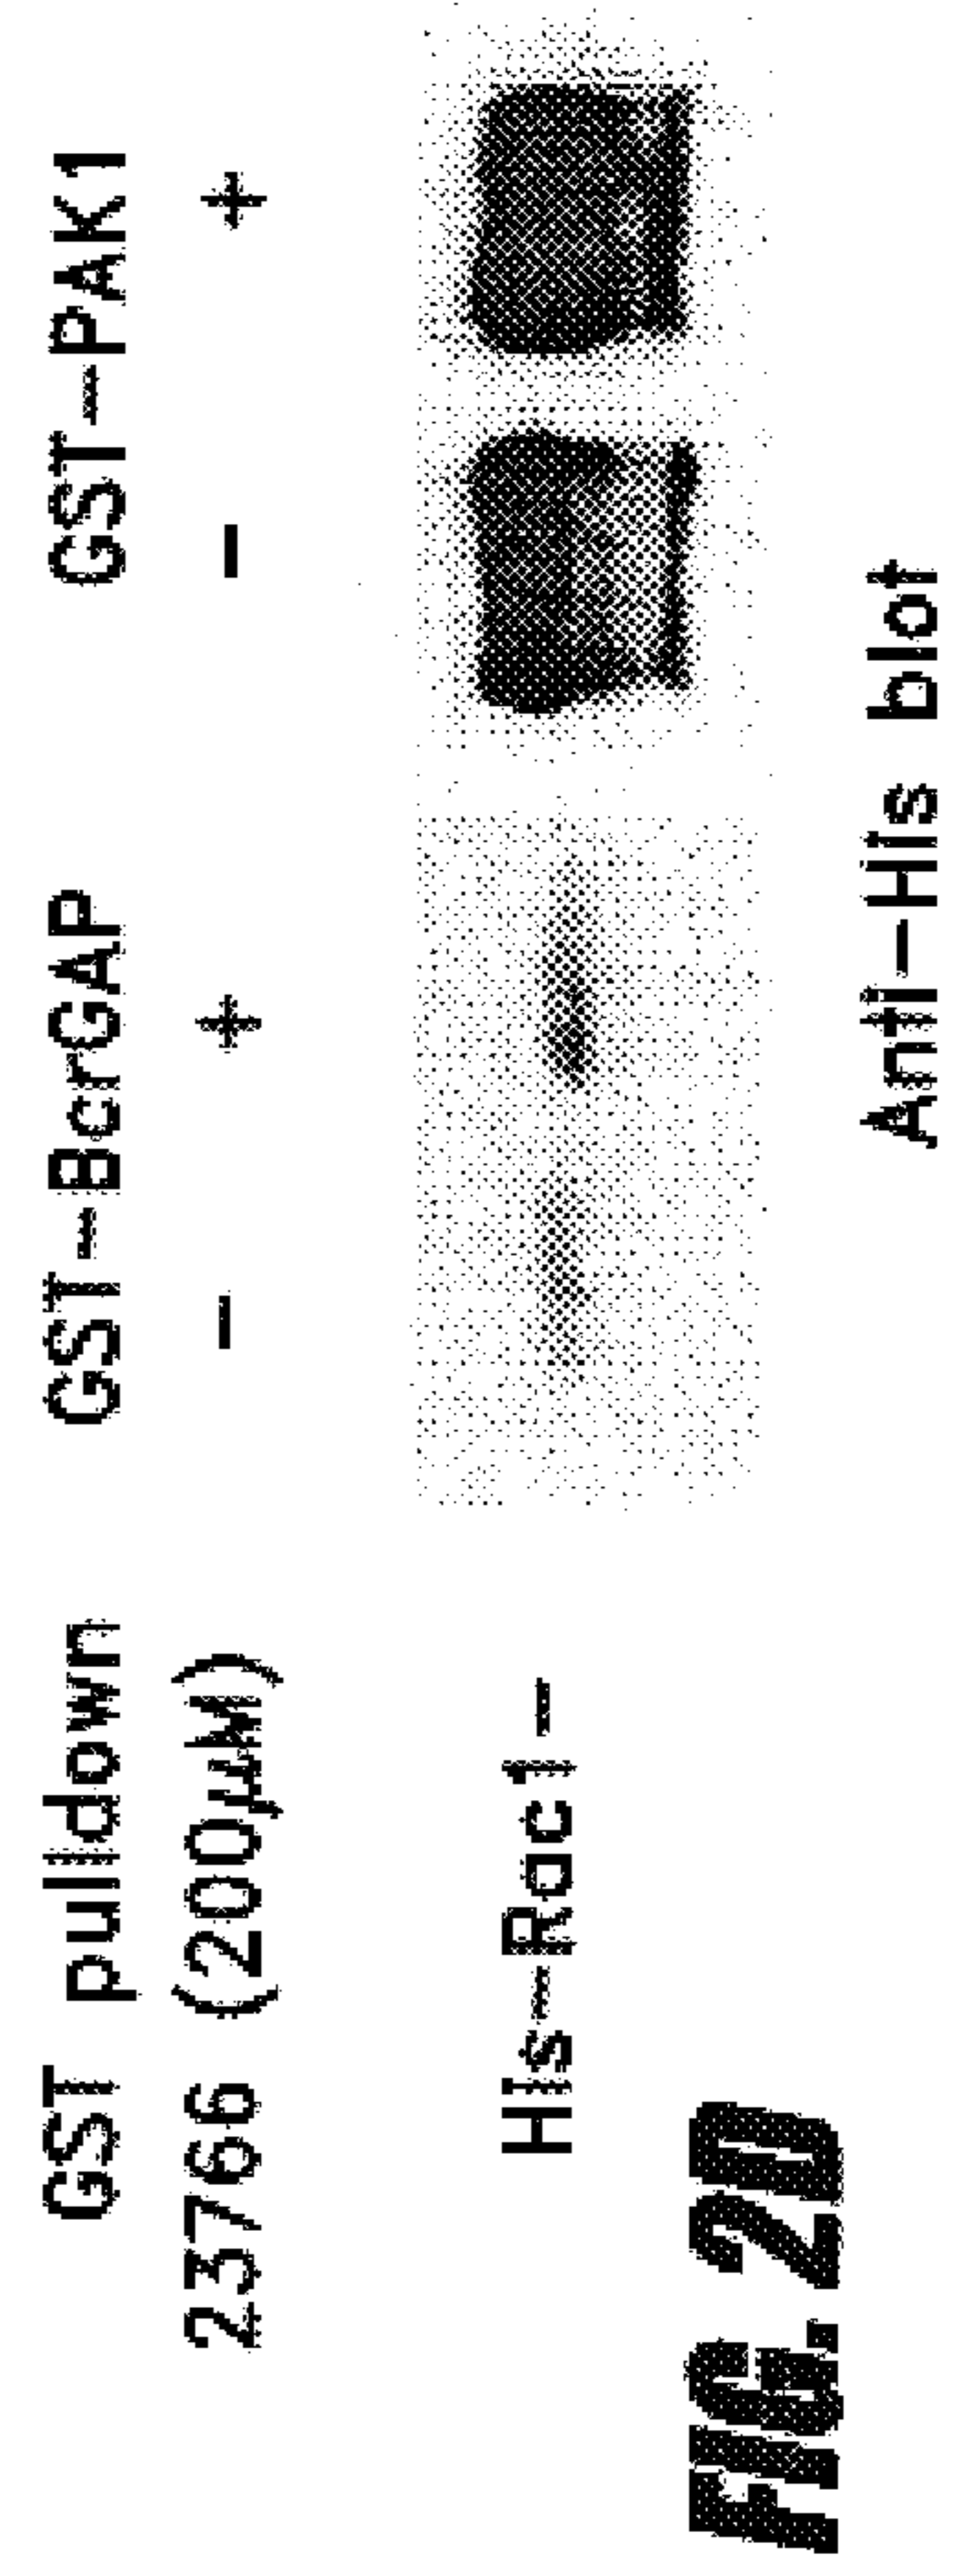 GST pulldown GST-BcrGAP GST-PAK1
23766 (200μM) - + - +
His-Rac1-
Anti-His blot
FIG. 2D